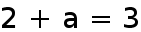 2 + a = 3